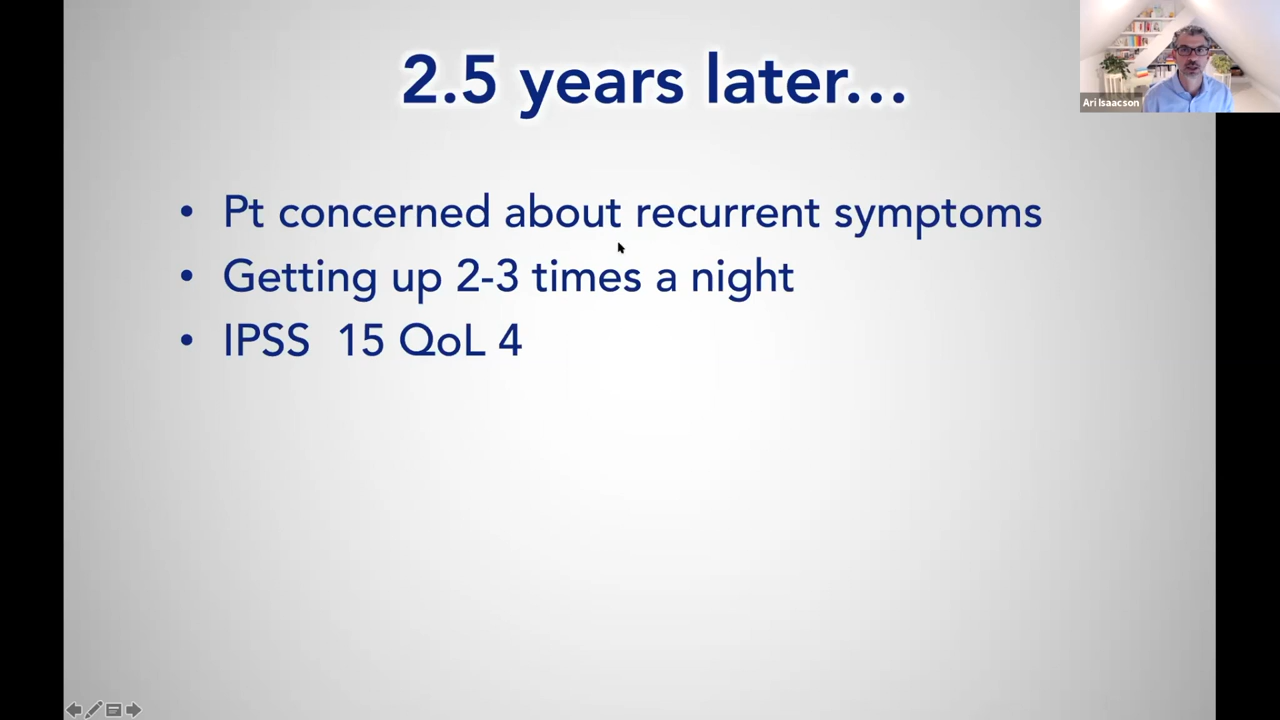 2.5 years later...
Ari Isaacson
• Pt concerned about recurrent symptoms
• Getting up 2-3 times a night
• IPSS 15 QoL 4